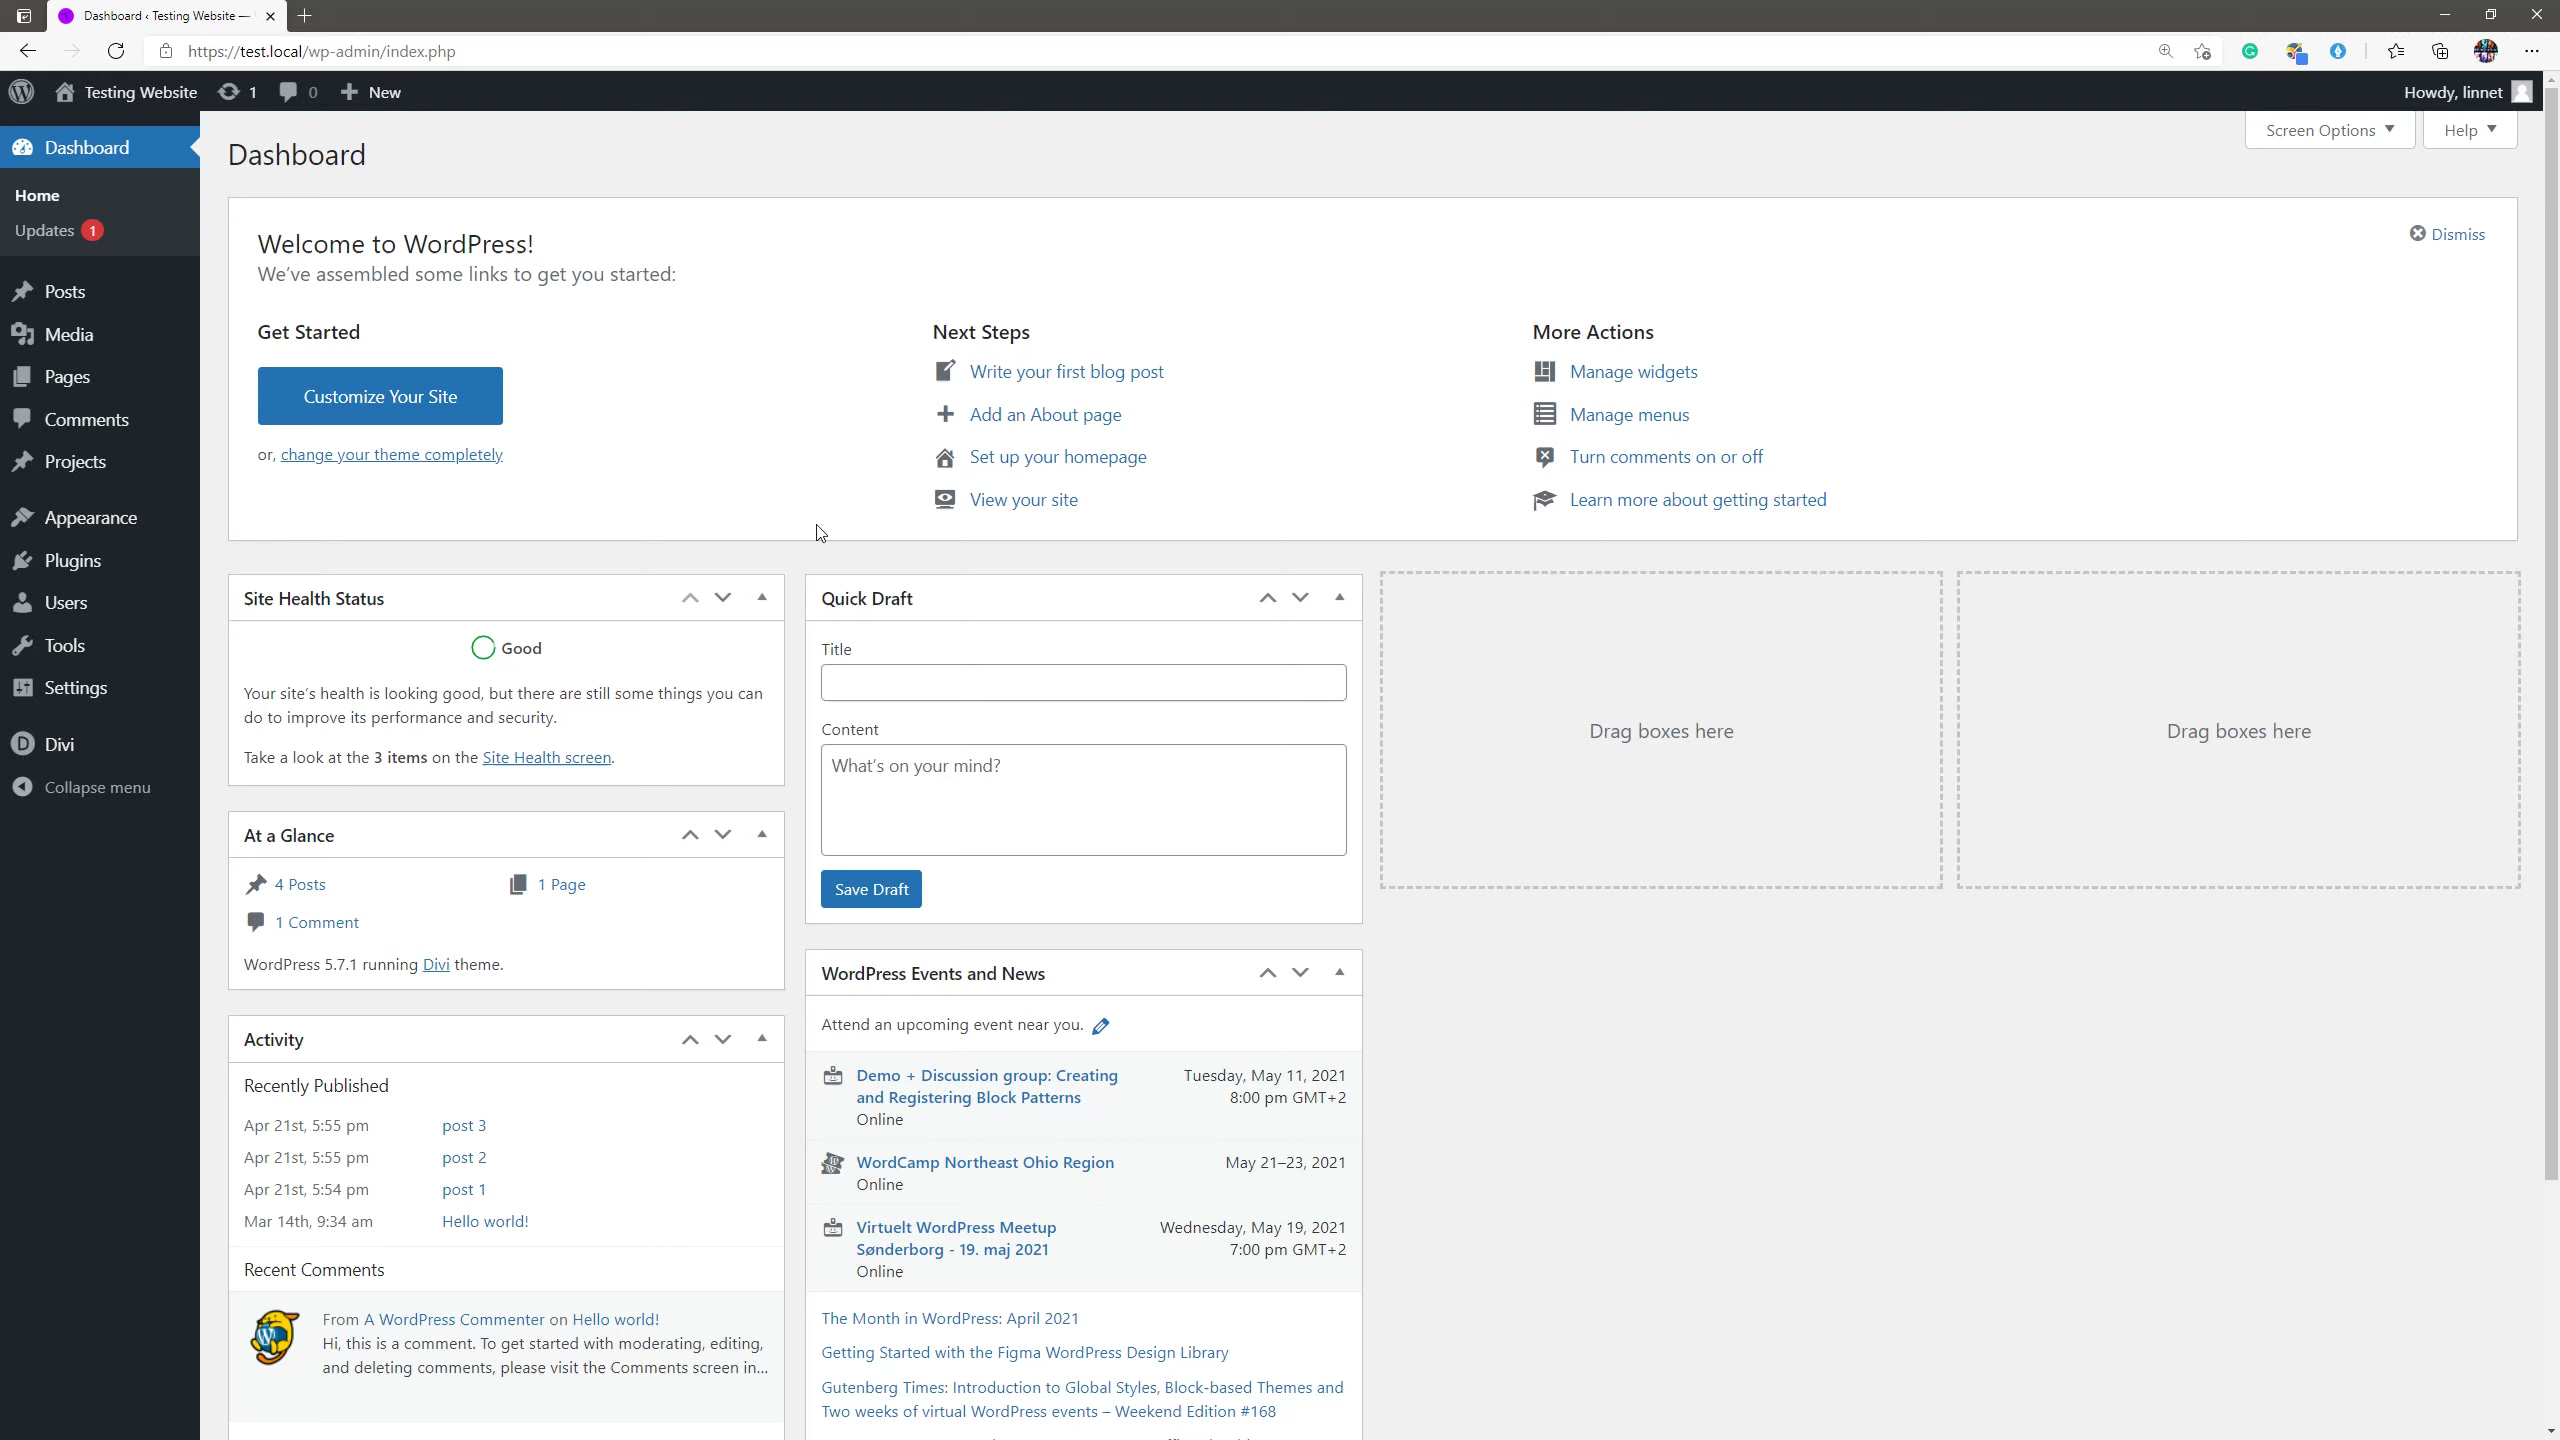 Dashboard ‹ Testing Website —
https://test.local/wp-admin/index.php
Testing Website
1
0
New
Howdy, linnet
Dashboard
Home
Updates 1
Posts
Media
Pages
Comments
Projects
Appearance
Plugins
Users
Tools
Settings
Divi
Collapse menu
Dashboard
Screen Options
Help
Welcome to WordPress!
We've assembled some links to get you started:
Dismiss
Get Started
Customize Your Site
or, change your theme completely
Next Steps
Write your first blog post
Add an About page
Set up your homepage
View your site
More Actions
Manage widgets
Manage menus
Turn comments on or off
Learn more about getting started
Site Health Status
Good
Your site's health is looking good, but there are still some things you can
do to improve its performance and security.
Take a look at the 3 items on the Site Health screen.
At a Glance
4 Posts
1 Page
1 Comment
WordPress 5.7.1 running Divi theme.
Activity
Recently Published
Apr 21st, 5:55 pm post 3
Apr 21st, 5:55 pm post 2
Apr 21st, 5:54 pm post 1
Mar 14th, 9:34 am Hello world!
Recent Comments
From A WordPress Commenter on Hello world!
Hi, this is a comment. To get started with moderating, editing,
and deleting comments, please visit the Comments screen in...
Quick Draft
Title
Content
What's on your mind?
Save Draft
WordPress Events and News
Attend an upcoming event near you.
Demo + Discussion group: Creating
and Registering Block Patterns
Online
Tuesday, May 11, 2021
8:00 pm GMT+2
WordCamp Northeast Ohio Region
Online
May 21–23, 2021
Virtuelt WordPress Meetup
Sønderborg - 19. maj 2021
Online
Wednesday, May 19, 2021
7:00 pm GMT+2
The Month in WordPress: April 2021
Getting Started with the Figma WordPress Design Library
Gutenberg Times: Introduction to Global Styles, Block-based Themes and
Two weeks of virtual WordPress events – Weekend Edition #168
Drag boxes here
Drag boxes here